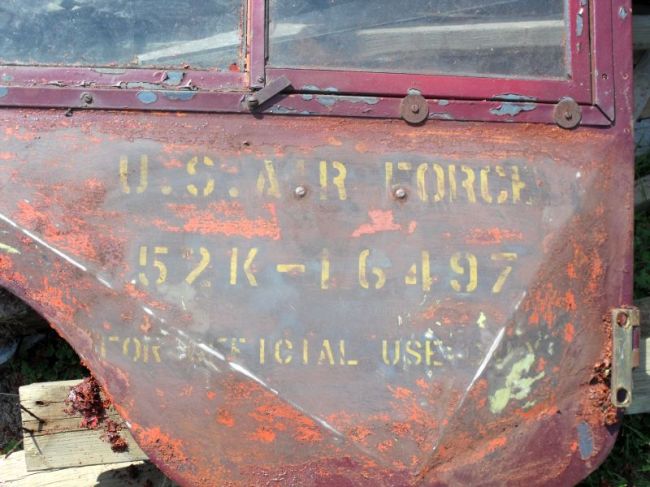 U.S. AIR FORCE
52K-16497
FOR OFFICIAL USE ONLY